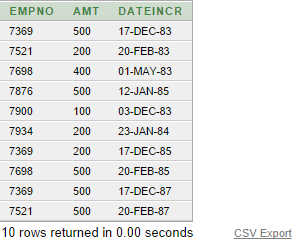 EMPNO AMT DATEINCR
7369 500 17-DEC-83
7521 200 20-FEB-83
7698 400 01-MAY-83
7876 500 12-JAN-85
7900 100 03-DEC-83
7934 200 23-JAN-84
7369 200 17-DEC-85
7698 500 20-FEB-85
7369 500 17-DEC-87
7521 500 20-FEB-87
10 rows returned in 0.00 seconds CSV Export